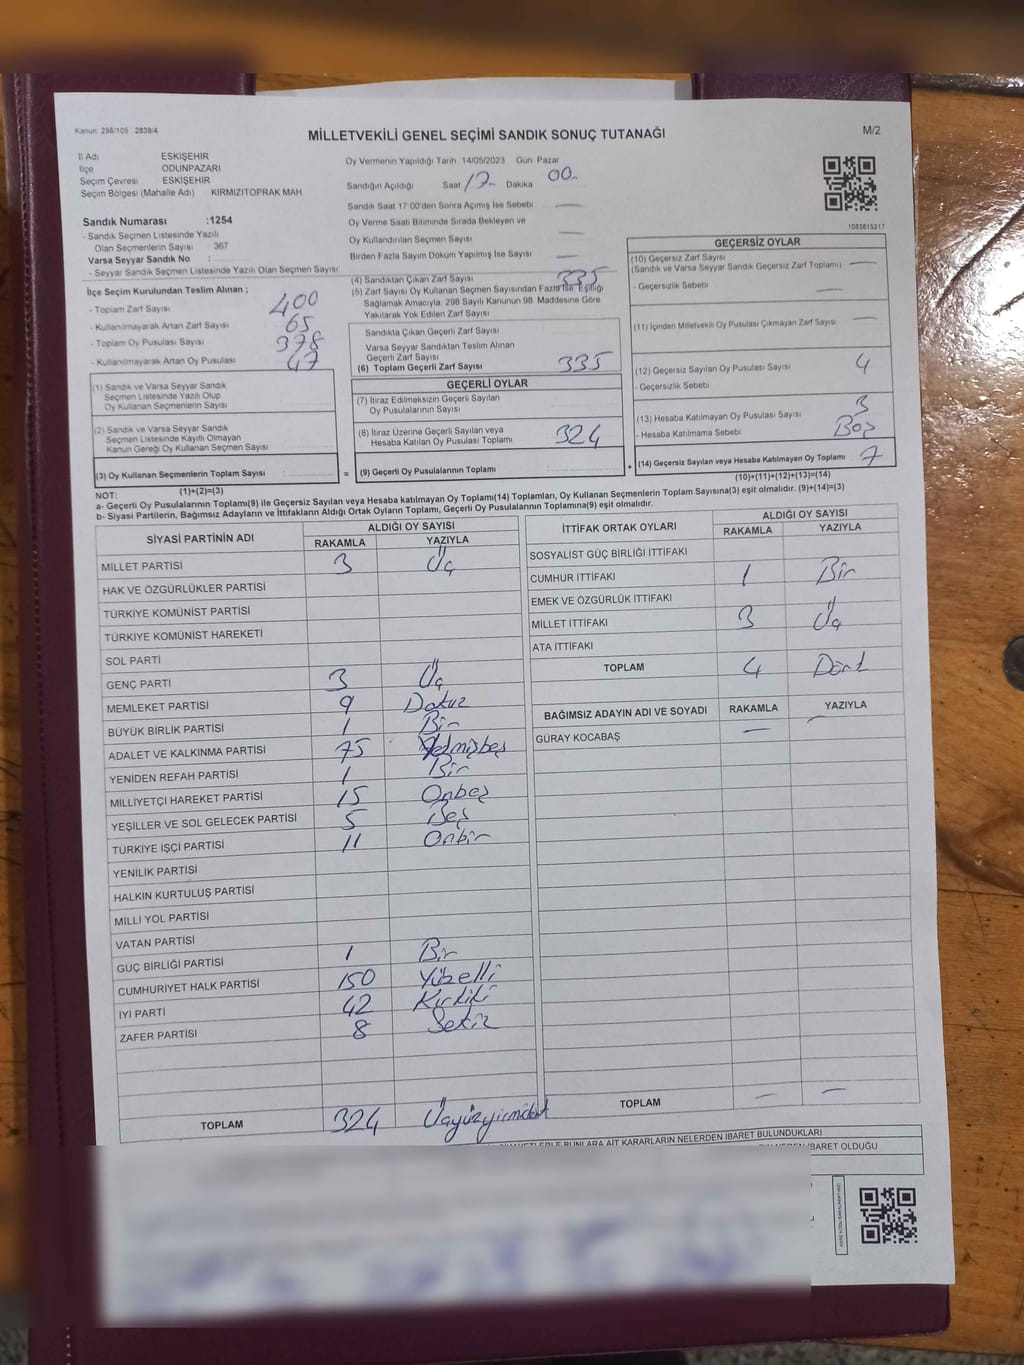 Kanun: 298/105 2839/4
MİLLETVEKİLİ GENEL SEÇİMİ SANDIK SONUÇ TUTANAĞI
M/2
İl Adı ESKİŞEHİR
İlçe ODUNPAZARI
Seçim Çevresi ESKİŞEHİR
Seçim Bölgesi (Mahalle Adı) KIRMIZITOPRAK MAH
Sandık Numarası :1254
- Sandık Seçmen Listesinde Yazılı
Olan Seçmenlerin Sayısı 367
Varsa Seyyar Sandık No :
- Seyyar Sandık Seçmen Listesinde Yazılı Olan Seçmen Sayısı
İlçe Seçim Kurulundan Teslim Alınan ;
- Toplam Zarf Sayısı 400
- Kullanılmayarak Artan Zarf Sayısı 65
- Toplam Oy Pusulası Sayısı 378
- Kullanılmayarak Artan Oy Pusulası 47
(1) Sandık ve Varsa Seyyar Sandık
Seçmen Listesinde Yazılı Olup
Oy Kullanan Seçmenlerin Sayısı
(2) Sandık ve Varsa Seyyar Sandık
Seçmen Listesinde Kayıtlı Olmayan
Kanun Gereği Oy Kullanan Seçmen Sayısı
(3) Oy Kullanan Seçmenlerin Toplam Sayısı :
(1)+(2)=(3)
Oy Vermenin Yapıldığı Tarih 14/05/2023 Gün Pazar
Sandığın Açıldığı Saat 17 Dakika 00
Sandık Saat 17:00'den Sonra Açımış İse Sebebi —
Oy Verme Saati Bitiminde Sırada Bekleyen ve
Oy Kullandırılan Seçmen Sayısı —
Birden Fazla Sayım Döküm Yapılmış İse Sayısı —
(4) Sandıktan Çıkan Zarf Sayısı 335
(5) Zarf Sayısı Oy Kullanan Seçmen Sayısından Fazla İse, Eşitliği
Sağlamak Amacıyla, 298 Sayılı Kanunun 98. Maddesine Göre
Yakılarak Yok Edilen Zarf Sayısı
Sandıkta Çıkan Geçerli Zarf Sayısı
Varsa Seyyar Sandıktan Teslim Alınan
Geçerli Zarf Sayısı
(6) Toplam Geçerli Zarf Sayısı 335
GEÇERLİ OYLAR
(7) İtiraz Edilmeksizin Geçerli Sayılan
Oy Pusulalarının Sayısı
(8) İtiraz Üzerine Geçerli Sayılan veya
Hesaba Katılan Oy Pusulası Toplamı 324
= (9) Geçerli Oy Pusulalarının Toplamı :
1083815217
GEÇERSİZ OYLAR
(10) Geçersiz Zarf Sayısı
(Sandık ve Varsa Seyyar Sandık Geçersiz Zarf Toplamı) —
- Geçersizlik Sebebi —
(11) İçinden Milletvekili Oy Pusulası Çıkmayan Zarf Sayısı —
(12) Geçersiz Sayılan Oy Pusulası Sayısı 4
- Geçersizlik Sebebi
(13) Hesaba Katılmayan Oy Pusulası Sayısı 3
- Hesaba Katılmama Sebebi Boş
+ (14) Geçersiz Sayılan veya Hesaba Katılmayan Oy Toplamı 7
(10)+(11)+(12)+(13)=(14)
NOT:
a- Geçerli Oy Pusulalarının Toplamı(9) ile Geçersiz Sayılan veya Hesaba katılmayan Oy Toplamı(14) Toplamları, Oy Kullanan Seçmenlerin Toplam Sayısına(3) eşit olmalıdır. (9)+(14)=(3)
b- Siyasi Partilerin, Bağımsız Adayların ve İttifakların Aldığı Ortak Oyların Toplamı, Geçerli Oy Pusulalarının Toplamına(9) eşit olmalıdır.
SİYASİ PARTİNİN ADI ALDIĞI OY SAYISI
RAKAMLA YAZIYLA
MİLLET PARTİSİ 3 Üç
HAK VE ÖZGÜRLÜKLER PARTİSİ
TÜRKİYE KOMÜNİST PARTİSİ
TÜRKİYE KOMÜNİST HAREKETİ
SOL PARTİ
GENÇ PARTİ 3 Üç
MEMLEKET PARTİSİ 9 Dokuz
BÜYÜK BİRLİK PARTİSİ 1 Bir
ADALET VE KALKINMA PARTİSİ 75 Yetmişbeş
YENİDEN REFAH PARTİSİ 1 Bir
MİLLİYETÇİ HAREKET PARTİSİ 15 Onbeş
YEŞİLLER VE SOL GELECEK PARTİSİ 5 Beş
TÜRKİYE İŞÇİ PARTİSİ 11 Onbir
YENİLİK PARTİSİ
HALKIN KURTULUŞ PARTİSİ
MİLLİ YOL PARTİSİ
VATAN PARTİSİ
GÜÇ BİRLİĞİ PARTİSİ 1 Bir
CUMHURİYET HALK PARTİSİ 150 Yüzelli
İYİ PARTİ 42 Kırkiki
ZAFER PARTİSİ 8 Sekiz
TOPLAM 324 Üçyüzyirmidört
İTTİFAK ORTAK OYLARI ALDIĞI OY SAYISI
RAKAMLA YAZIYLA
SOSYALİST GÜÇ BİRLİĞİ İTTİFAKI
CUMHUR İTTİFAKI 1 Bir
EMEK VE ÖZGÜRLÜK İTTİFAKI
MİLLET İTTİFAKI 3 Üç
ATA İTTİFAKI
TOPLAM 4 Dört
BAĞIMSIZ ADAYIN ADI VE SOYADI RAKAMLA YAZIYLA
GÜRAY KOCABAŞ — —
TOPLAM — —
BUNLARA AİT KARARLARIN NELERDEN İBARET BULUNDUKLARI
İBARET OLDUĞU